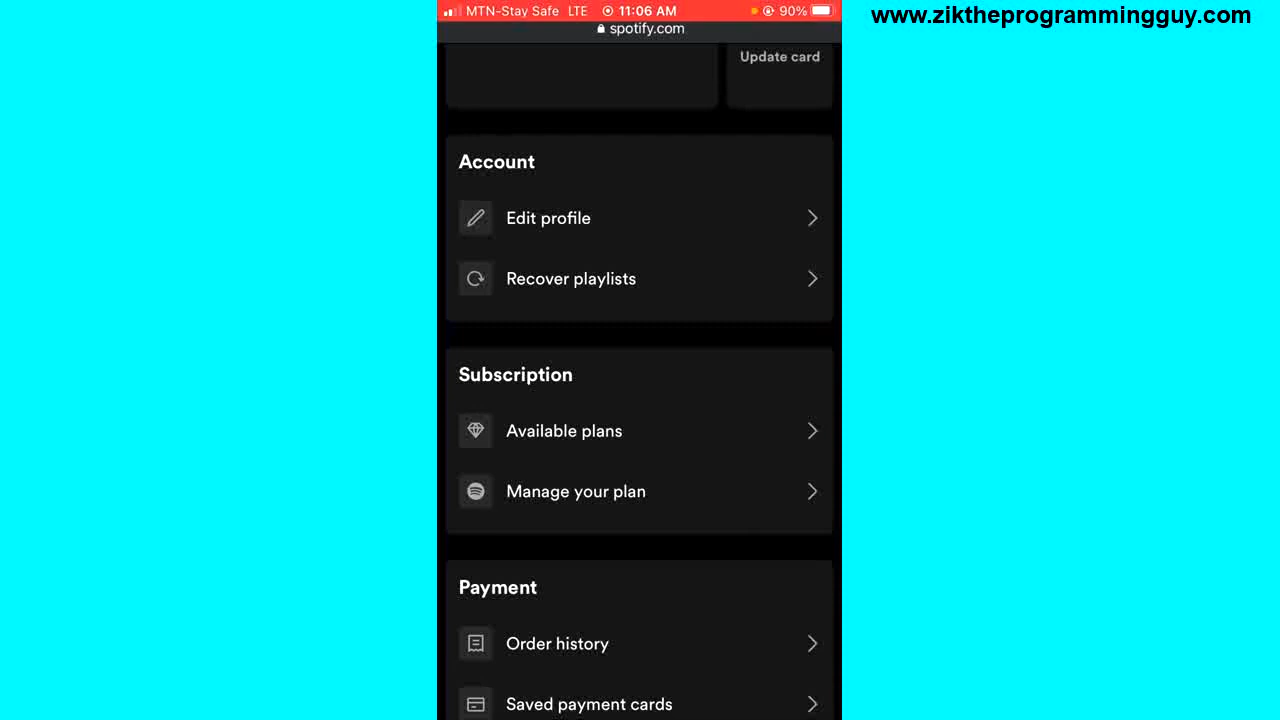 MTN-Stay Safe LTE 11:06 AM 90%
www.ziktheprogrammingguy.com
spotify.com
Update card
Account
Edit profile
Recover playlists
Subscription
Available plans
Manage your plan
Payment
Order history
Saved payment cards